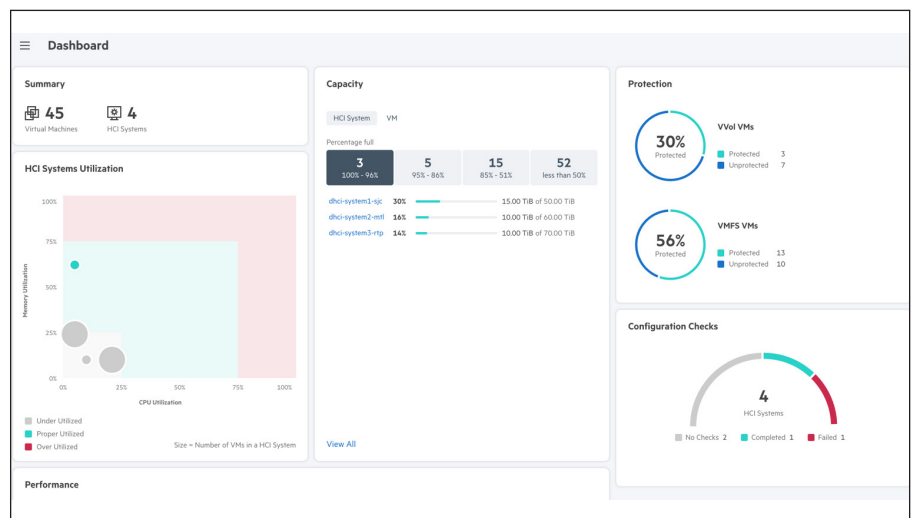 Dashboard
Summary
45
Virtual Machines
4
HCI Systems
HCI Systems Utilization
100%
75%
50%
25%
0%
Memory Utilization
0%
25%
50%
75%
100%
CPU Utilization
Under Utilized
Proper Utilized
Over Utilized
Size = Number of VMs in a HCI System
Performance
Capacity
HCI System VM
Percentage full
3
100% - 96%
5
95% - 86%
15
85% - 51%
52
less than 50%
dhci-system1-sjc 30% 15.00 TiB of 50.00 TiB
dhci-system2-mtl 16% 10.00 TiB of 60.00 TiB
dhci-system3-rtp 14% 10.00 TiB of 70.00 TiB
View All
Protection
30%
Protected
VVol VMs
Protected 3
Unprotected 7
56%
Protected
VMFS VMs
Protected 13
Unprotected 10
Configuration Checks
4
HCI Systems
No Checks 2 Completed 1 Failed 1